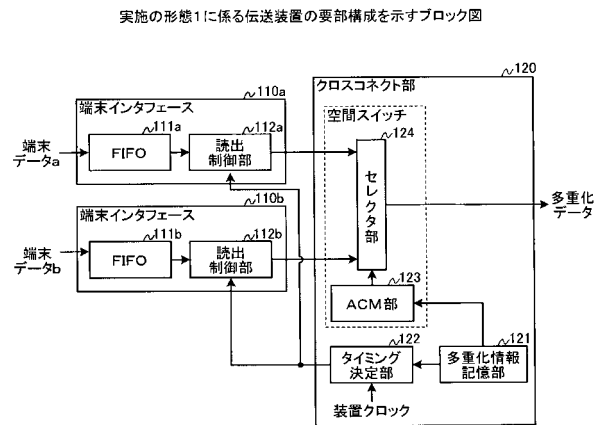 実施の形態1に係る伝送装置の要部構成を示すブロック図
110a
端末インタフェース
111a
FIFO
112a
読出
制御部
端末
データa
110b
端末インタフェース
111b
FIFO
112b
読出
制御部
端末
データb
120
クロスコネクト部
空間スイッチ
124
セレクタ部
123
ACM部
122
タイミング
決定部
121
多重化情報
記憶部
装置クロック
多重化
データ